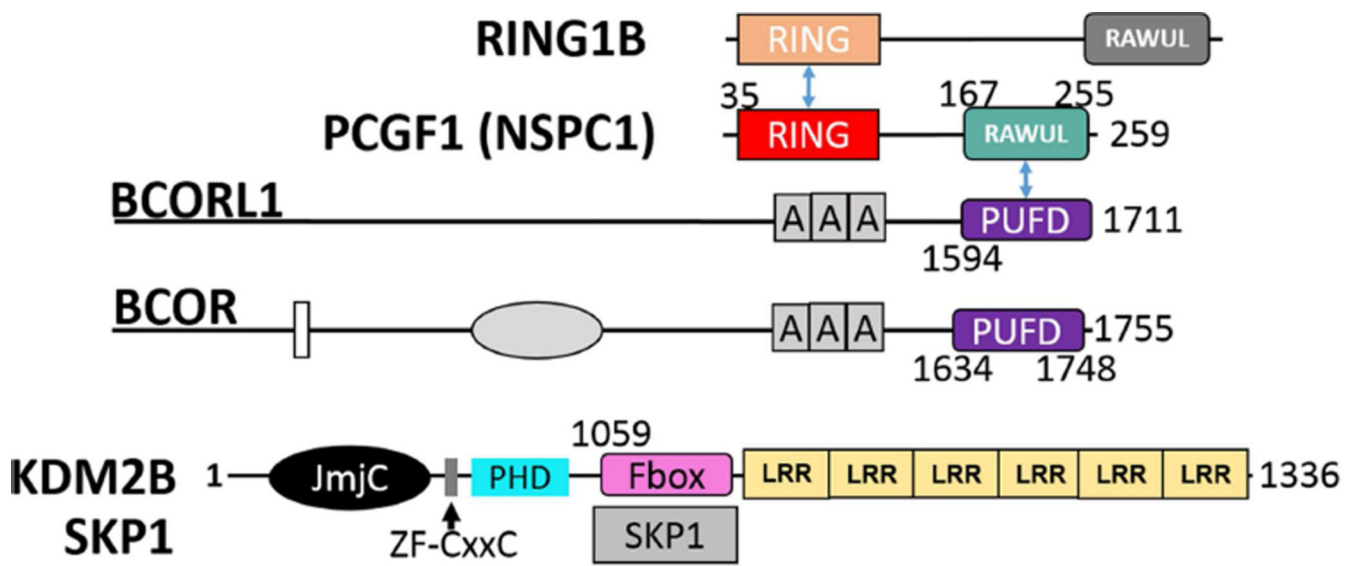 RING1B RING RAWUL
35 167 255
PCGF1 (NSPC1) RING RAWUL 259
BCORL1 A A A PUFD 1711
1594
BCOR A A A PUFD 1755
1634 1748
1059
KDM2B 1 JmjC PHD Fbox LRR LRR LRR LRR LRR LRR 1336
SKP1 ZF-CxxC SKP1